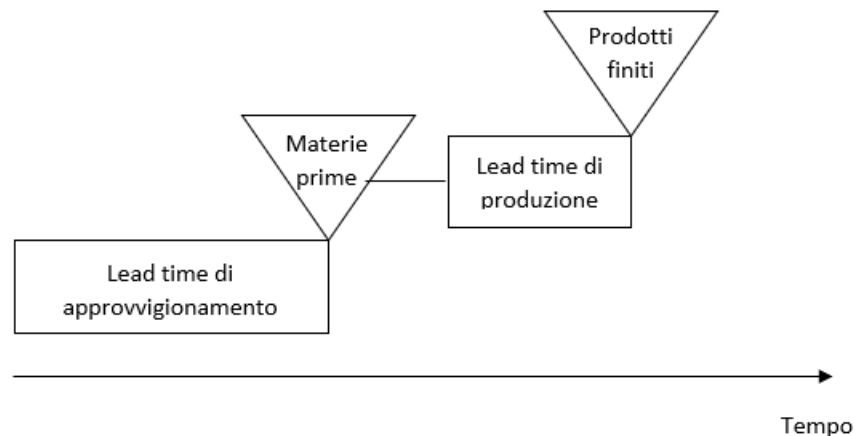 Prodotti
finiti
Materie
prime
Lead time di
produzione
Lead time di
approvvigionamento
Tempo